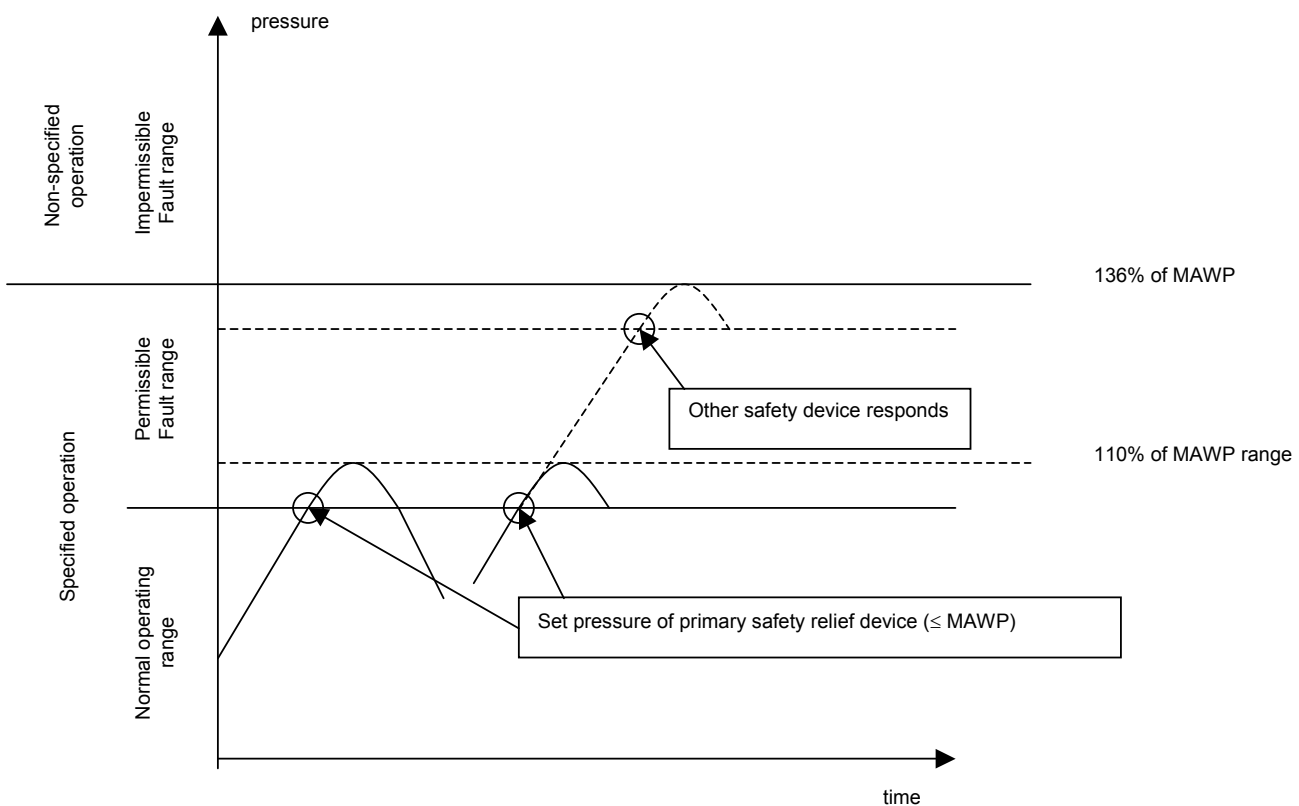 pressure
Non-specified
operation
Impermissible
Fault range
136% of MAWP
Permissible
Fault range
Other safety device responds
110% of MAWP range
Specified operation
Normal operating
range
Set pressure of primary safety relief device (≤ MAWP)
time